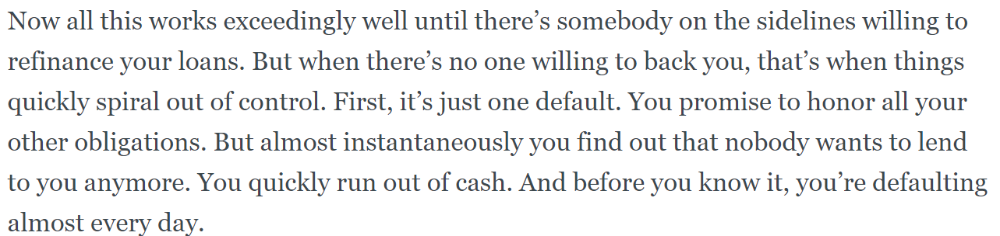 Now all this works exceedingly well until there’s somebody on the sidelines willing to
refinance your loans. But when there’s no one willing to back you, that’s when things
quickly spiral out of control. First, it’s just one default. You promise to honor all your
other obligations. But almost instantaneously you find out that nobody wants to lend
to you anymore. You quickly run out of cash. And before you know it, you’re defaulting
almost every day.